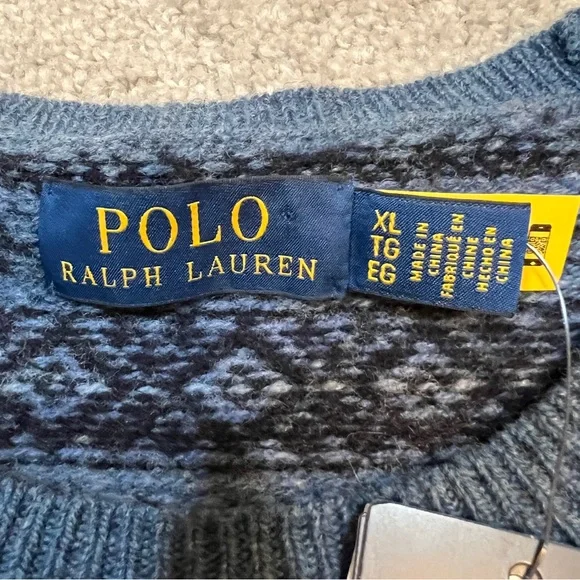 POLO
RALPH LAUREN
XL
TG
EG
MADE IN
CHINA
FABRIQUÉ EN
CHINE
HECHO EN
CHINA